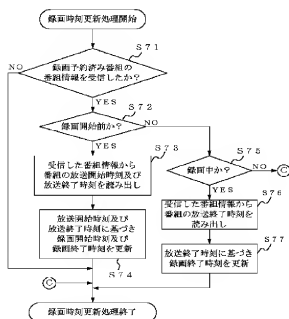 録画時刻更新処理開始
S71
録画予約済み番組の
番組情報を受信したか?
NO
YES
S72
録画開始前か?
NO
YES
S73
受信した番組情報から
番組の放送開始時刻及び
放送終了時刻を読み出し
S75
録画中か?
NO
C
YES
S76
受信した番組情報から
番組の放送終了時刻を
読み出し
放送開始時刻及び
放送終了時刻に基づき
録画開始時刻及び
録画終了時刻を更新
S74
S77
放送終了時刻に基づき
録画終了時刻を更新
C
録画時刻更新処理終了